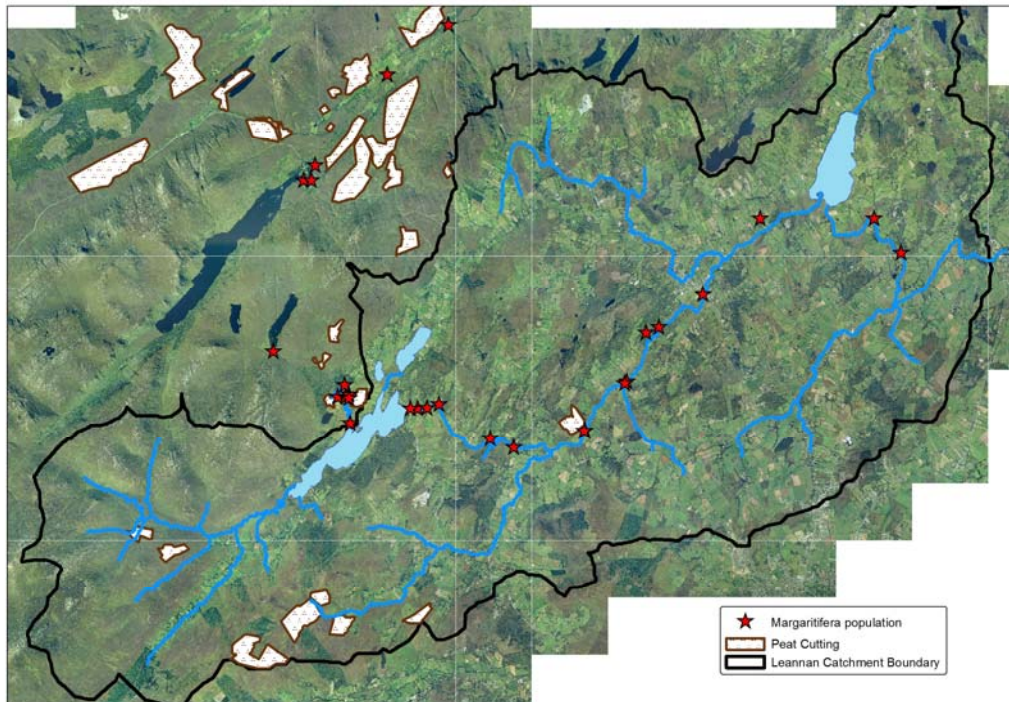 Margaritifera population
Peat Cutting
Leannan Catchment Boundary